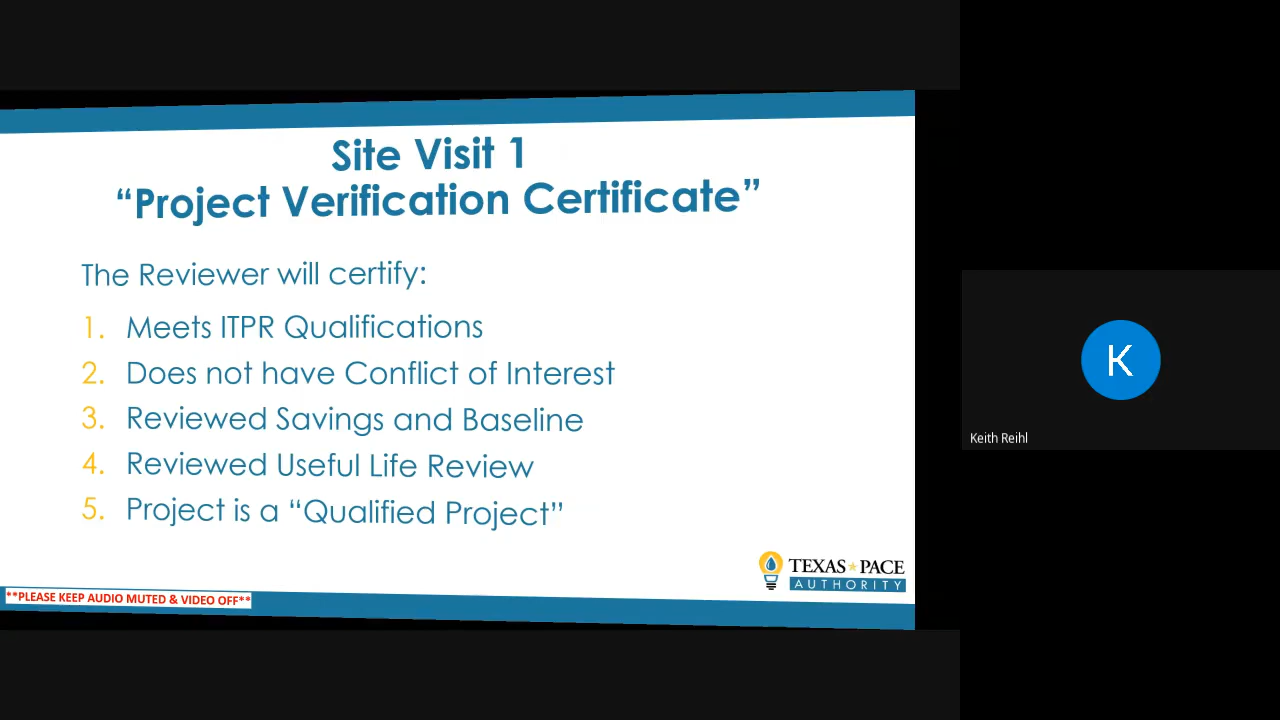 Site Visit 1
“Project Verification Certificate”
The Reviewer will certify:
1. Meets ITPR Qualifications
2. Does not have Conflict of Interest
3. Reviewed Savings and Baseline
4. Reviewed Useful Life Review
5. Project is a “Qualified Project”
TEXAS PACE
AUTHORITY
**PLEASE KEEP AUDIO MUTED & VIDEO OFF**
K
Keith Reihl